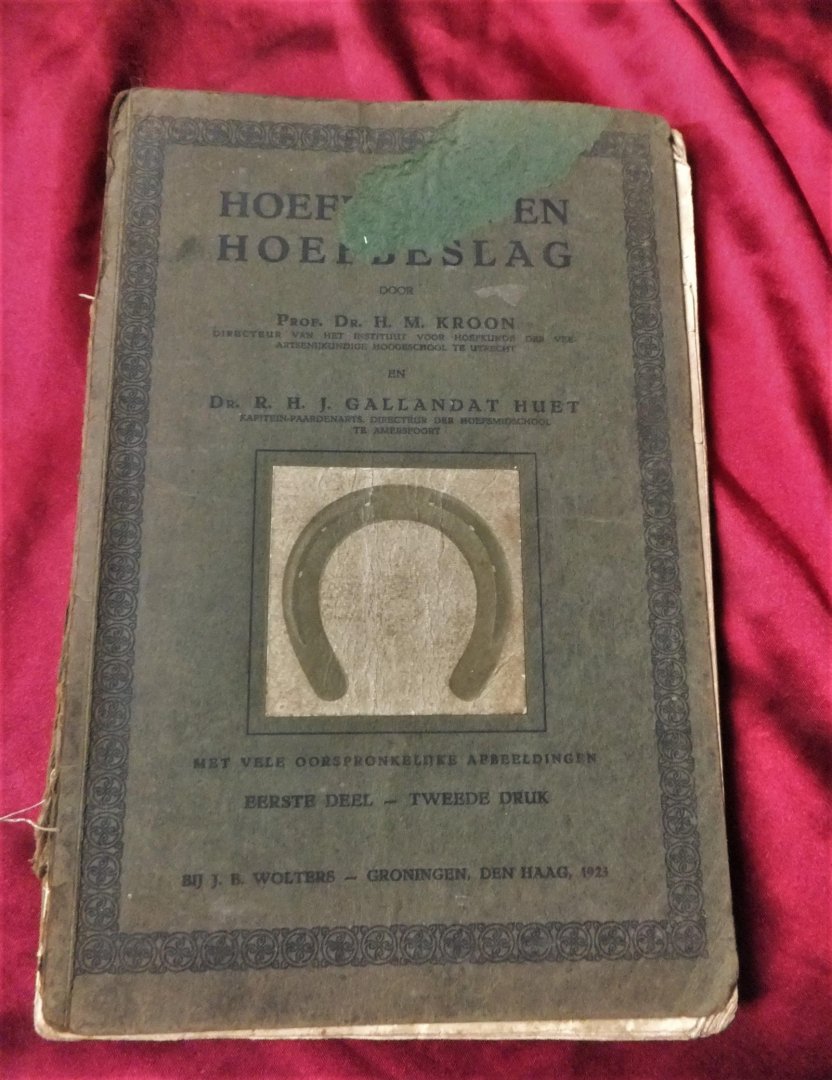 HOEF EN
HOEFBESLAG
DOOR
PROF. DR. H. M. KROON
DIRECTEUR VAN HET INSTITUUT VOOR HOEFKUNDE DER VEE-
ARTSENIJKUNDIGE HOOGESCHOOL TE UTRECHT
EN
DR. R. H. J. GALLANDAT HUET
KAPITEIN-PAARDENARTS, DIRECTEUR DER HOEFSMIDSCHOOL
TE AMERSFOORT
MET VELE OORSPRONKELIJKE AFBEELDINGEN
EERSTE DEEL — TWEEDE DRUK
BIJ J. B. WOLTERS — GRONINGEN, DEN HAAG, 1923